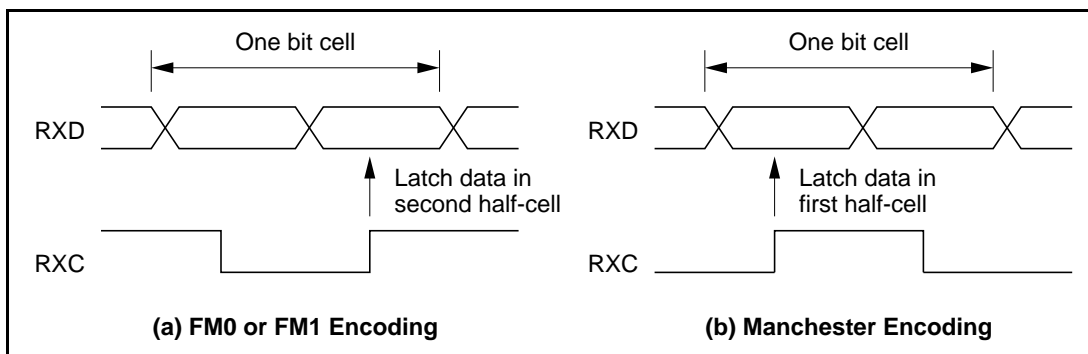 One bit cell
RXD
Latch data in
second half-cell
RXC
(a) FM0 or FM1 Encoding
One bit cell
RXD
Latch data in
first half-cell
RXC
(b) Manchester Encoding